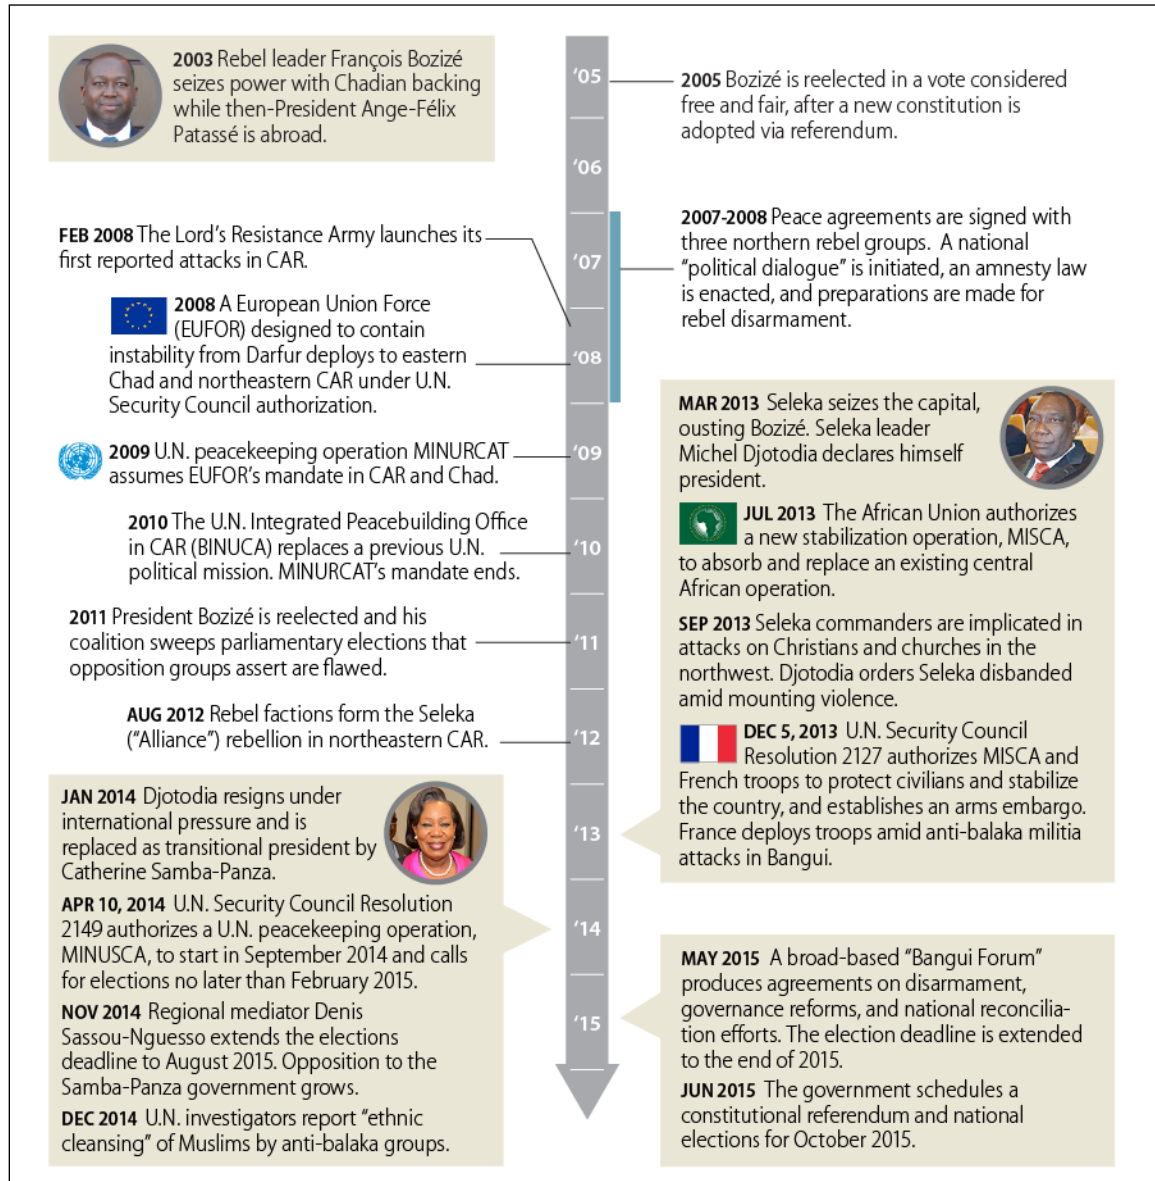 2003 Rebel leader François Bozizé
seizes power with Chadian backing
while then-President Ange-Félix
Patassé is abroad.
'05
2005 Bozizé is reelected in a vote considered
free and fair, after a new constitution is
adopted via referendum.
'06
2007-2008 Peace agreements are signed with
three northern rebel groups. A national
“political dialogue” is initiated, an amnesty law
is enacted, and preparations are made for
rebel disarmament.
FEB 2008 The Lord’s Resistance Army launches its
first reported attacks in CAR.
'07
2008 A European Union Force
(EUFOR) designed to contain
instability from Darfur deploys to eastern
Chad and northeastern CAR under U.N.
Security Council authorization.
'08
2009 U.N. peacekeeping operation MINURCAT
assumes EUFOR’s mandate in CAR and Chad.
'09
2010 The U.N. Integrated Peacebuilding Office
in CAR (BINUCA) replaces a previous U.N.
political mission. MINURCAT’s mandate ends.
'10
2011 President Bozizé is reelected and his
coalition sweeps parliamentary elections that
opposition groups assert are flawed.
'11
AUG 2012 Rebel factions form the Seleka
(“Alliance”) rebellion in northeastern CAR.
'12
MAR 2013 Seleka seizes the capital,
ousting Bozizé. Seleka leader
Michel Djotodia declares himself
president.
JUL 2013 The African Union authorizes
a new stabilization operation, MISCA,
to absorb and replace an existing central
African operation.
SEP 2013 Seleka commanders are implicated in
attacks on Christians and churches in the
northwest. Djotodia orders Seleka disbanded
amid mounting violence.
DEC 5, 2013 U.N. Security Council
Resolution 2127 authorizes MISCA and
French troops to protect civilians and stabilize
the country, and establishes an arms embargo.
France deploys troops amid anti-balaka militia
attacks in Bangui.
'13
JAN 2014 Djotodia resigns under
international pressure and is
replaced as transitional president by
Catherine Samba-Panza.
APR 10, 2014 U.N. Security Council Resolution
2149 authorizes a U.N. peacekeeping operation,
MINUSCA, to start in September 2014 and calls
for elections no later than February 2015.
NOV 2014 Regional mediator Denis
Sassou-Nguesso extends the elections
deadline to August 2015. Opposition to the
Samba-Panza government grows.
DEC 2014 U.N. investigators report “ethnic
cleansing” of Muslims by anti-balaka groups.
'14
MAY 2015 A broad-based “Bangui Forum”
produces agreements on disarmament,
governance reforms, and national reconcilia-
tion efforts. The election deadline is extended
to the end of 2015.
JUN 2015 The government schedules a
constitutional referendum and national
elections for October 2015.
'15